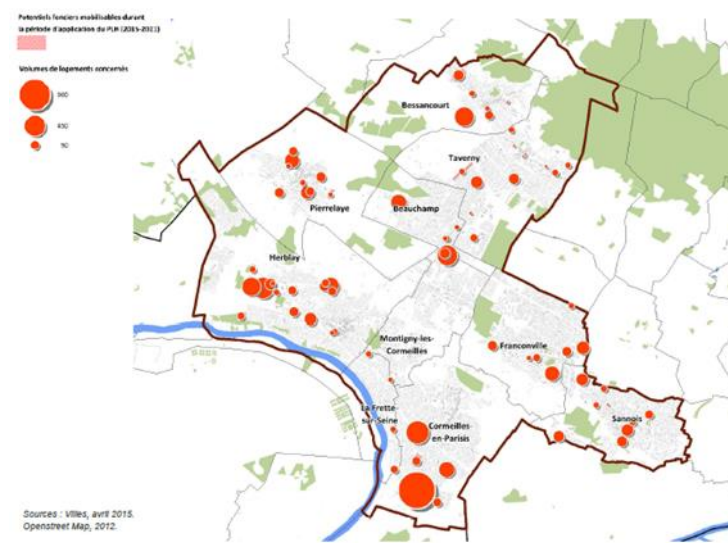 Potentiels fonciers mobilisables durant
la période d'application du PLH (2015-2021)
Volumes de logements concernés
900
450
90
Bessancourt
Taverny
Pierrelaye
Beauchamp
Herblay
Montigny-les-
Cormeilles
Franconville
La Frette-
sur-Seine
Cormeilles-
en-Parisis
Sannois
Sources : Villes, avril 2015.
Openstreet Map, 2012.